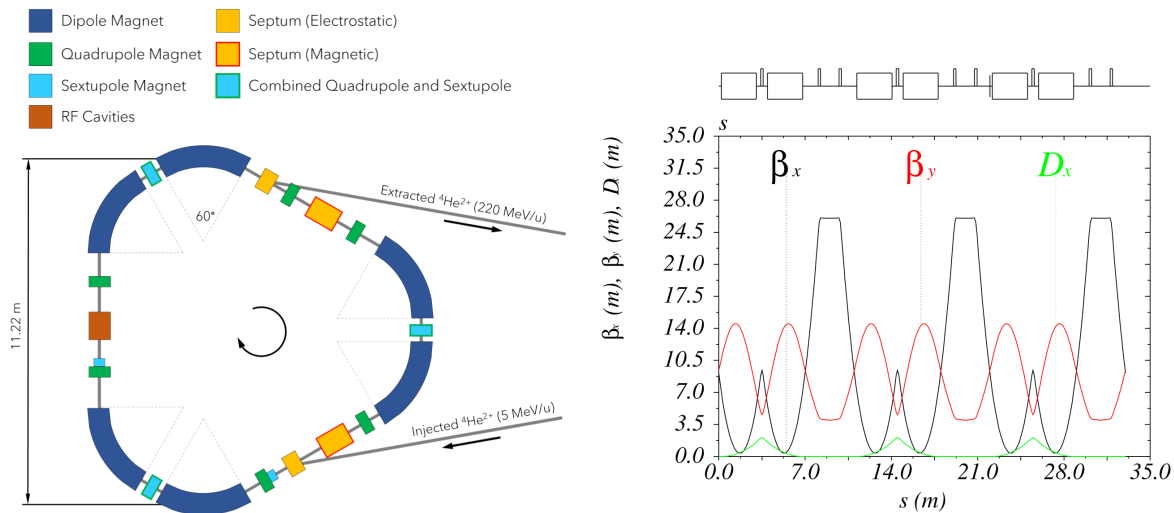 Dipole Magnet
Quadrupole Magnet
Sextupole Magnet
RF Cavities
Septum (Electrostatic)
Septum (Magnetic)
Combined Quadrupole and Sextupole
60°
11.22 m
Extracted ⁴He²⁺ (220 MeV/u)
Injected ⁴He²⁺ (5 MeV/u)
s
βx (m), βy (m), D (m)
βx
βy
Dx
35.0
31.5
28.0
24.5
21.0
17.5
14.0
10.5
7.0
3.5
0.0
0.0 7.0 14.0 21.0 28.0 35.0
s (m)